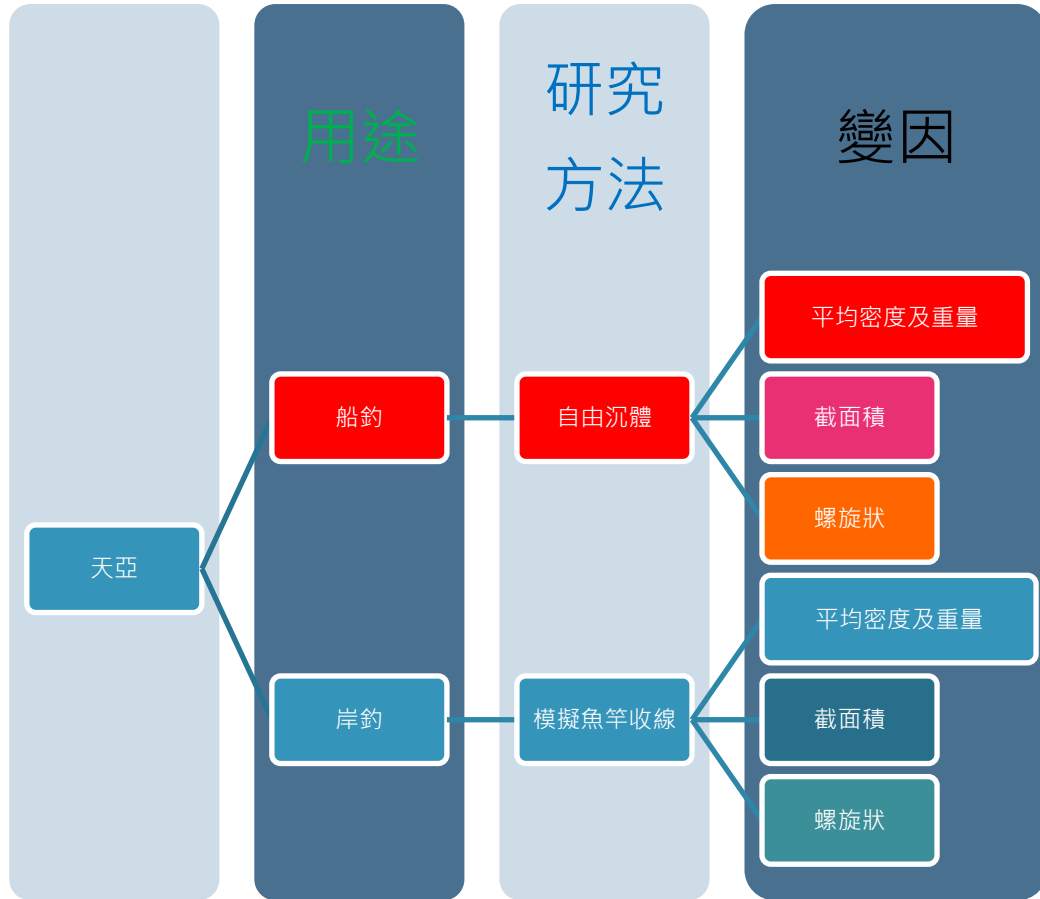 用途
研究
方法
變因
天亞
船釣
自由沉體
平均密度及重量
截面積
螺旋狀
岸釣
模擬魚竿收線
平均密度及重量
截面積
螺旋狀